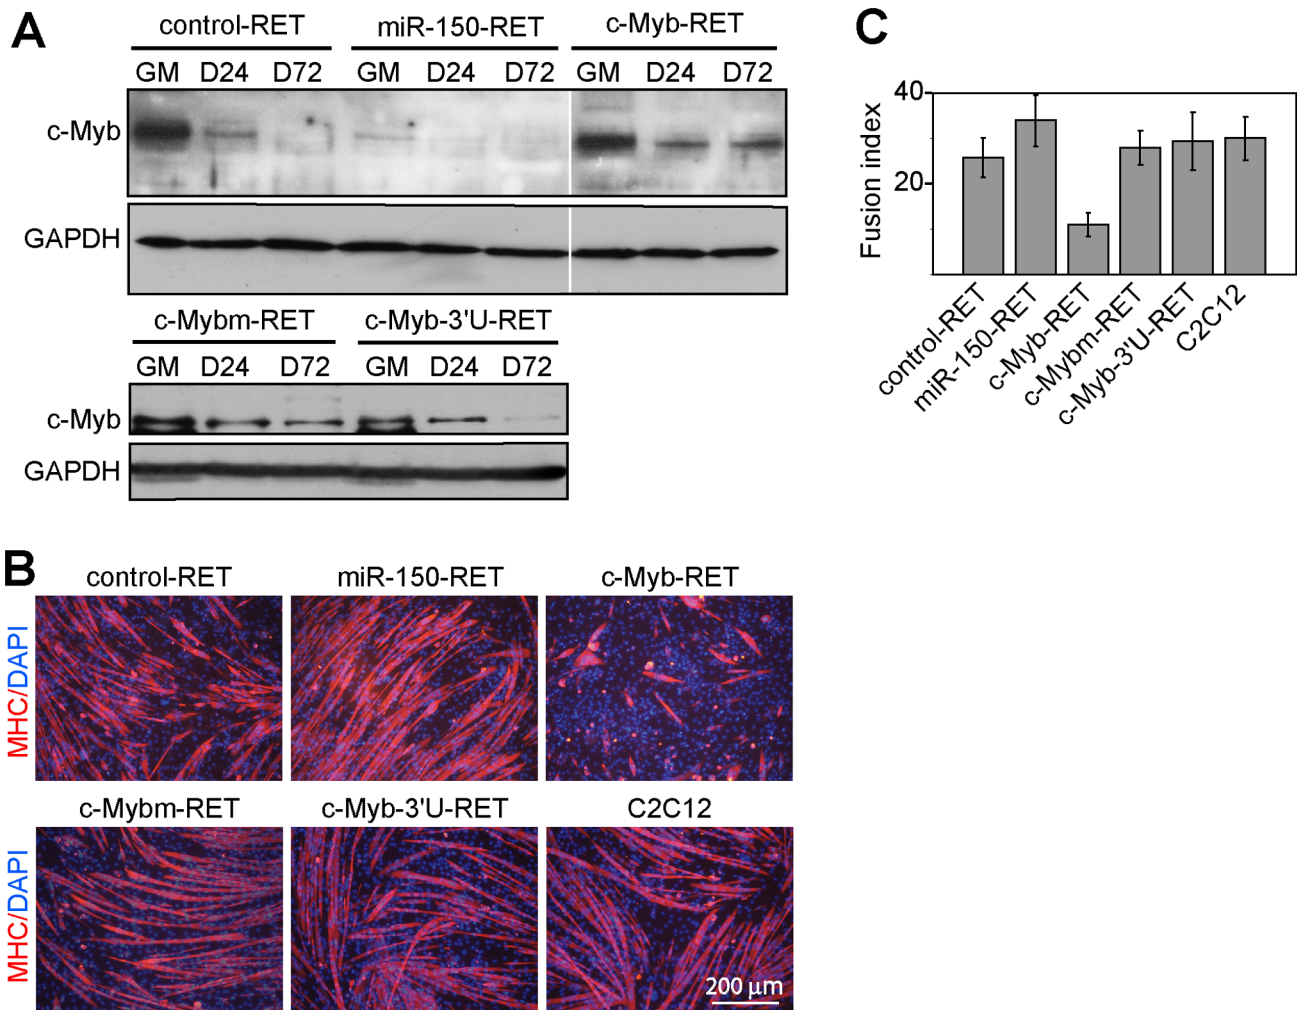 A
control-RET miR-150-RET c-Myb-RET
GM D24 D72 GM D24 D72 GM D24 D72
c-Myb
GAPDH
c-Mybm-RET c-Myb-3'U-RET
GM D24 D72 GM D24 D72
c-Myb
GAPDH
C
40
20
Fusion index
control-RET
miR-150-RET
c-Myb-RET
c-Mybm-RET
c-Myb-3'U-RET
C2C12
B
control-RET miR-150-RET c-Myb-RET
MHC/DAPI
c-Mybm-RET c-Myb-3'U-RET C2C12
MHC/DAPI
200 μm